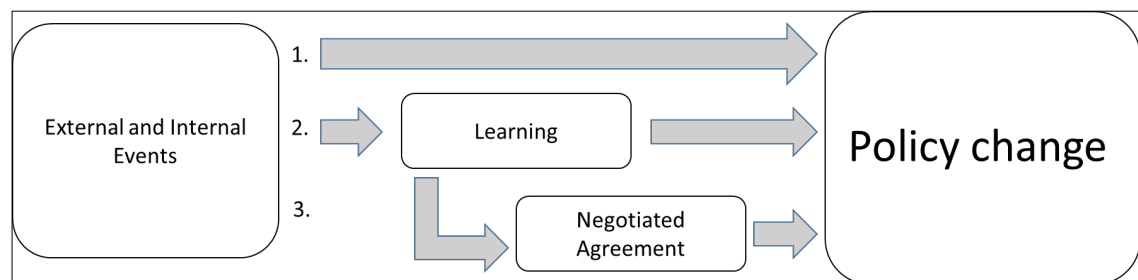 External and Internal
Events
1.
2.
Learning
3.
Negotiated
Agreement
Policy change